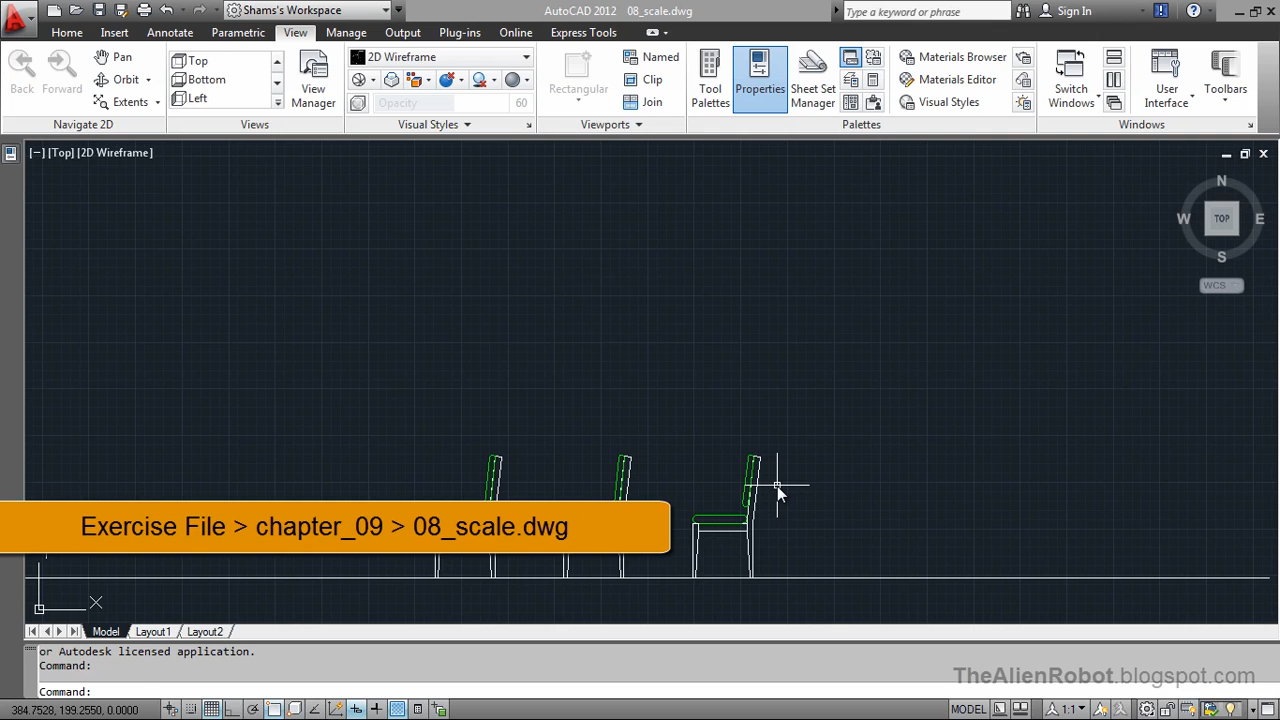 Shams's Workspace
AutoCAD 2012 08_scale.dwg
Type a keyword or phrase
Sign In
Home Insert Annotate Parametric View Manage Output Plug-ins Online Express Tools
Back
Forward
Pan
Orbit
Extents
Navigate 2D
Top
Bottom
Left
View
Manager
Views
2D Wireframe
Opacity 60
Visual Styles
Rectangular
Named
Clip
Join
Viewports
Tool
Palettes
Properties
Sheet Set
Manager
Materials Browser
Materials Editor
Visual Styles
Palettes
Switch
Windows
User
Interface
Toolbars
Windows
[−] [Top] [2D Wireframe]
N
W TOP E
S
WCS
Exercise File > chapter_09 > 08_scale.dwg
X
Model Layout1 Layout2
or Autodesk licensed application.
Command:
Command:
TheAlienRobot.blogspot.com
384.7528, 199.2550, 0.0000
MODEL
1:1